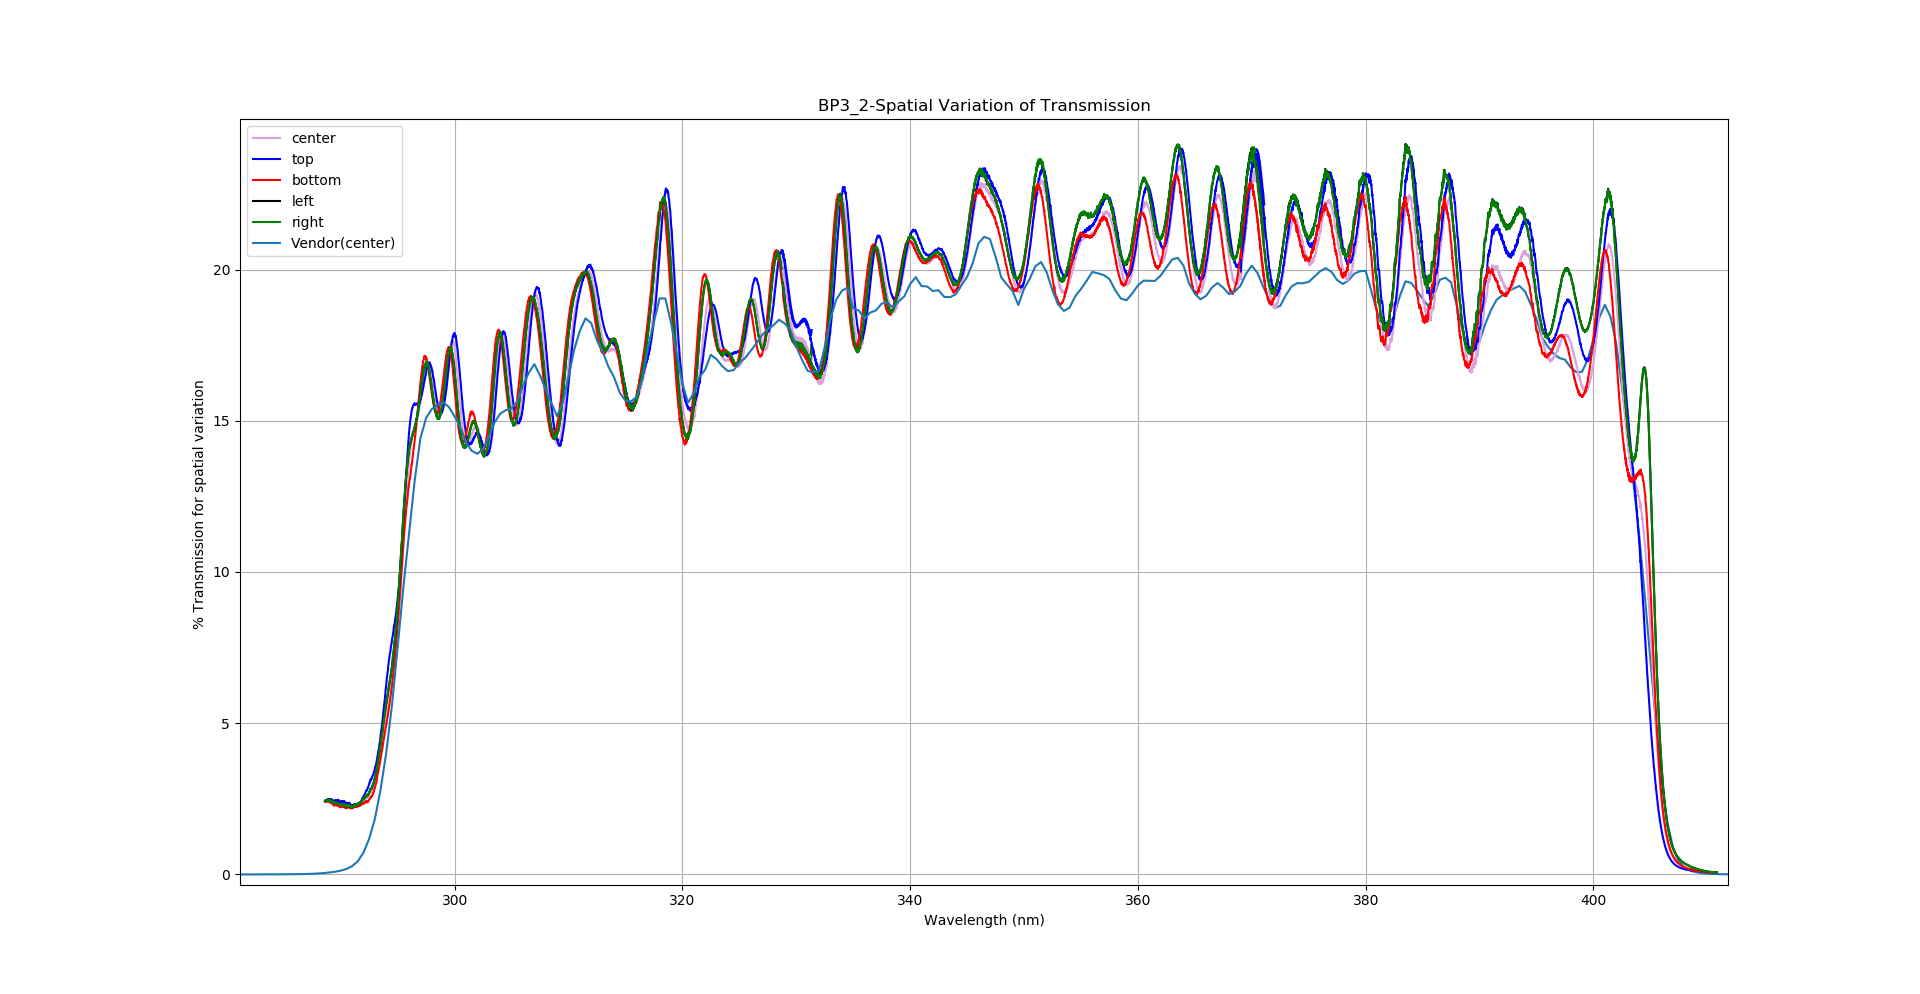 BP3_2-Spatial Variation of Transmission
center
top
bottom
left
right
Vendor(center)
% Transmission for spatial variation
20
15
10
5
0
300
320
340
360
380
400
Wavelength (nm)